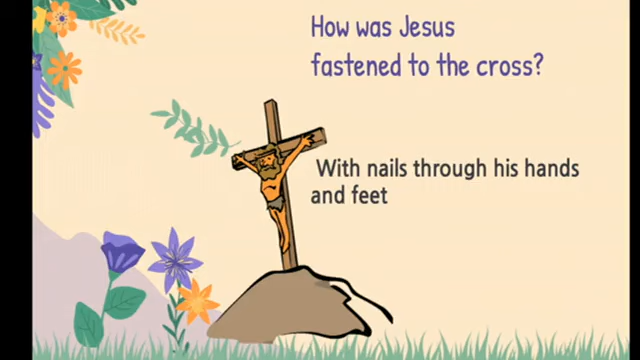 How was Jesus
fastened to the cross?
With nails through his hands
and feet